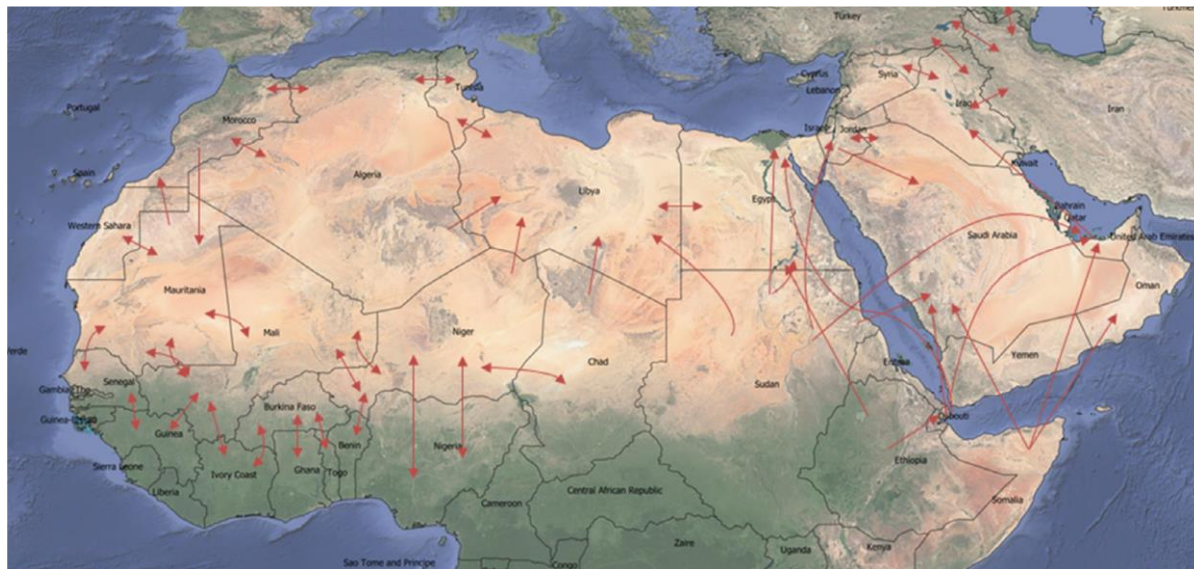 Turkey
Turkmen
Cyprus
Syria
Lebanon
Tunisia
Iraq
Iran
Portugal
Morocco
Israel
Jordan
Spain
Algeria
Kuwait
Libya
Egypt
Bahrain
Qatar
Western Sahara
Saudi Arabia
United Arab Emirates
Mauritania
Oman
Mali
Niger
Verde
Chad
Yemen
Eritrea
Senegal
Sudan
Gambia, The
Burkina Faso
Djibouti
Guinea
Benin
Nigeria
Ethiopia
Sierra Leone
Ivory Coast
Ghana
Togo
Liberia
Central African Republic
Somalia
Cameroon
Zaire
Uganda
Kenya
Sao Tome and Principe
Congo